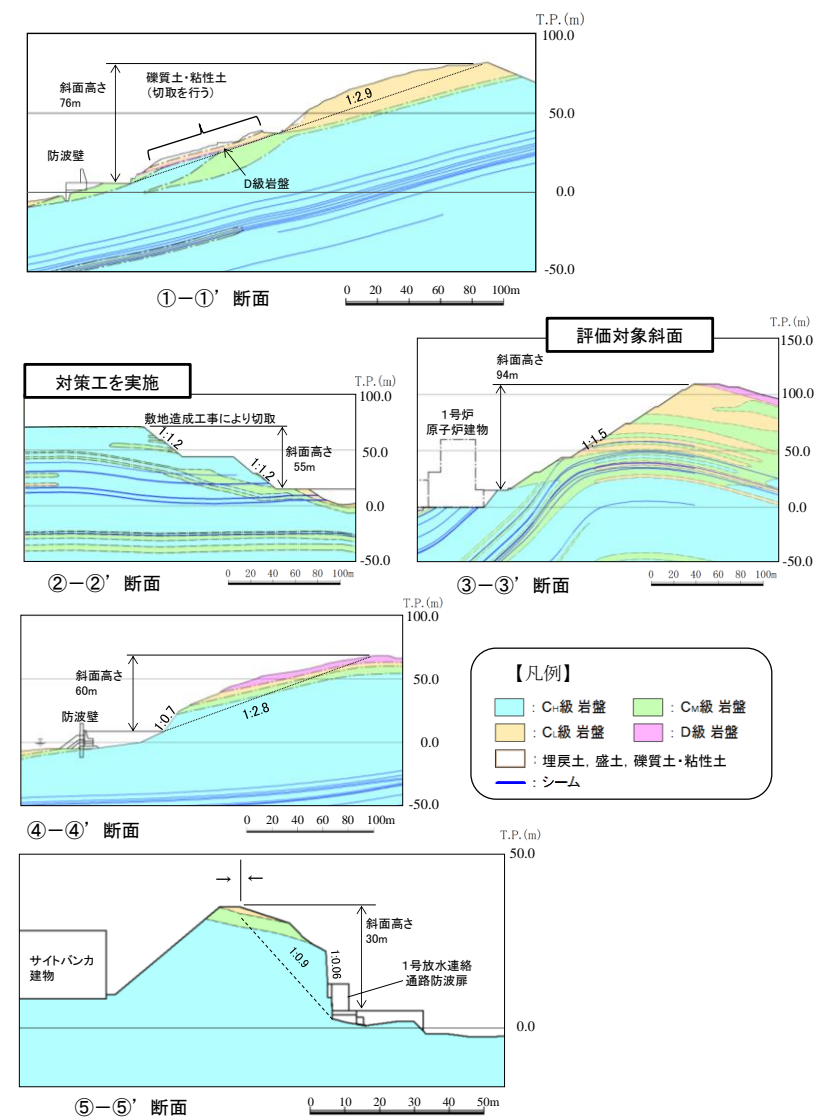 T.P.(m)
100.0
斜面高さ
76m
礫質土・粘性土
(切取を行う)
1:2.9
50.0
防波壁
D級岩盤
0.0
-50.0
①－①’ 断面
0 20 40 60 80 100m
対策工を実施
T.P.(m)
100.0
敷地造成工事により切取
1:1.2
斜面高さ
55m
50.0
1:1.2
0.0
-50.0
②－②’ 断面
0 20 40 60 80 100m
評価対象斜面
T.P.(m)
150.0
斜面高さ
94m
100.0
1号炉
原子炉建物
1:1.5
50.0
0.0
-50.0
③－③’ 断面
0 20 40 60 80 100m
T.P.(m)
100.0
斜面高さ
60m
50.0
防波壁
1:0.7
1:2.8
0.0
-50.0
④－④’ 断面
0 20 40 60 80 100m
【凡例】
: CH級 岩盤 : CM級 岩盤
: CL級 岩盤 : D級 岩盤
: 埋戻土, 盛土, 礫質土・粘性土
: シーム
T.P.(m)
50.0
→ ←
斜面高さ
30m
サイトバンカ
建物
1:0.9
1:0.06
1号放水連絡
通路防波扉
0.0
⑤－⑤’ 断面
0 10 20 30 40 50m